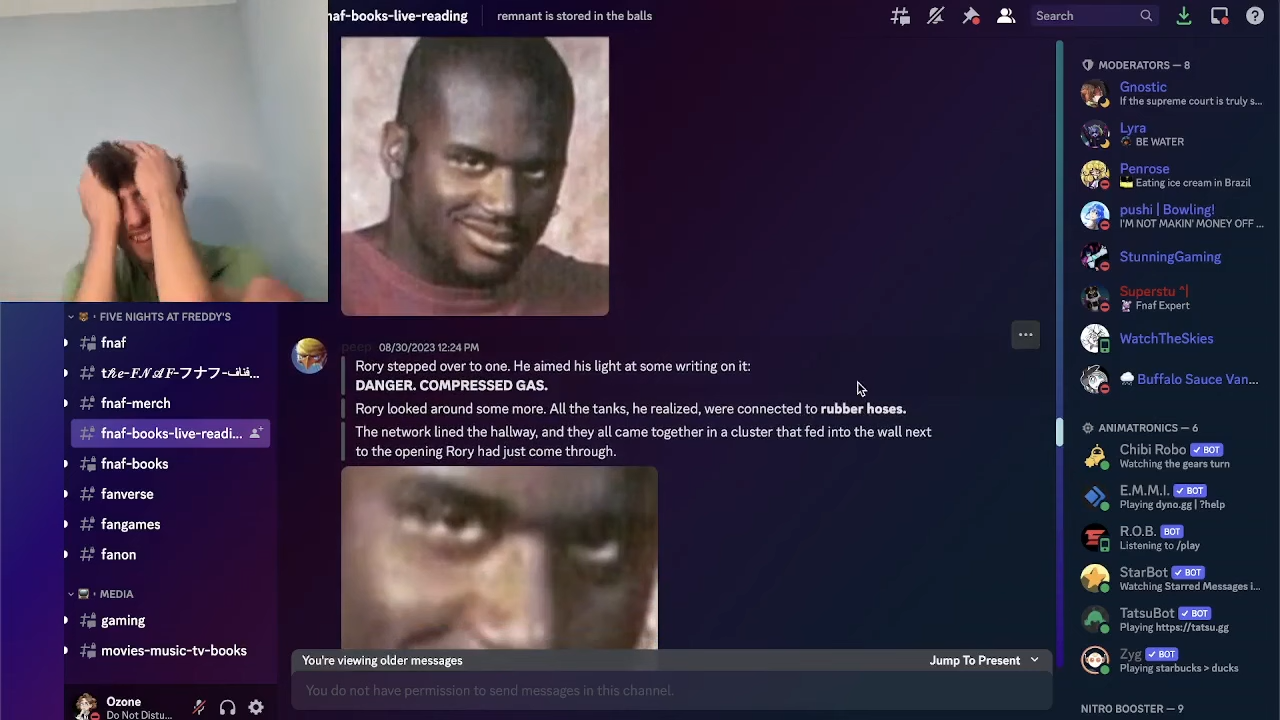 fnaf-books-live-reading
remnant is stored in the balls
Search
FIVE NIGHTS AT FREDDY'S
fnaf
fnaf-merch
fnaf-books-live-readi...
fnaf-books
fanverse
fangames
fanon
MEDIA
gaming
movies-music-tv-books
Ozone
Do Not Distu...
peep 08/30/2023 12:24 PM
Rory stepped over to one. He aimed his light at some writing on it:
DANGER. COMPRESSED GAS.
Rory looked around some more. All the tanks, he realized, were connected to rubber hoses.
The network lined the hallway, and they all came together in a cluster that fed into the wall next
to the opening Rory had just come through.
You're viewing older messages
Jump To Present
You do not have permission to send messages in this channel.
MODERATORS — 8
Gnostic
If the supreme court is truly s...
Lyra
BE WATER
Penrose
Eating ice cream in Brazil
pushi | Bowling!
I'M NOT MAKIN' MONEY OFF ...
StunningGaming
Superstu ^|
Fnaf Expert
WatchTheSkies
Buffalo Sauce Van...
ANIMATRONICS — 6
Chibi Robo BOT
Watching the gears turn
E.M.M.I. BOT
Playing dyno.gg | ?help
R.O.B. BOT
Listening to /play
StarBot BOT
Watching Starred Messages i...
TatsuBot BOT
Playing https://tatsu.gg
Zyg BOT
Playing starbucks > ducks
NITRO BOOSTER — 9